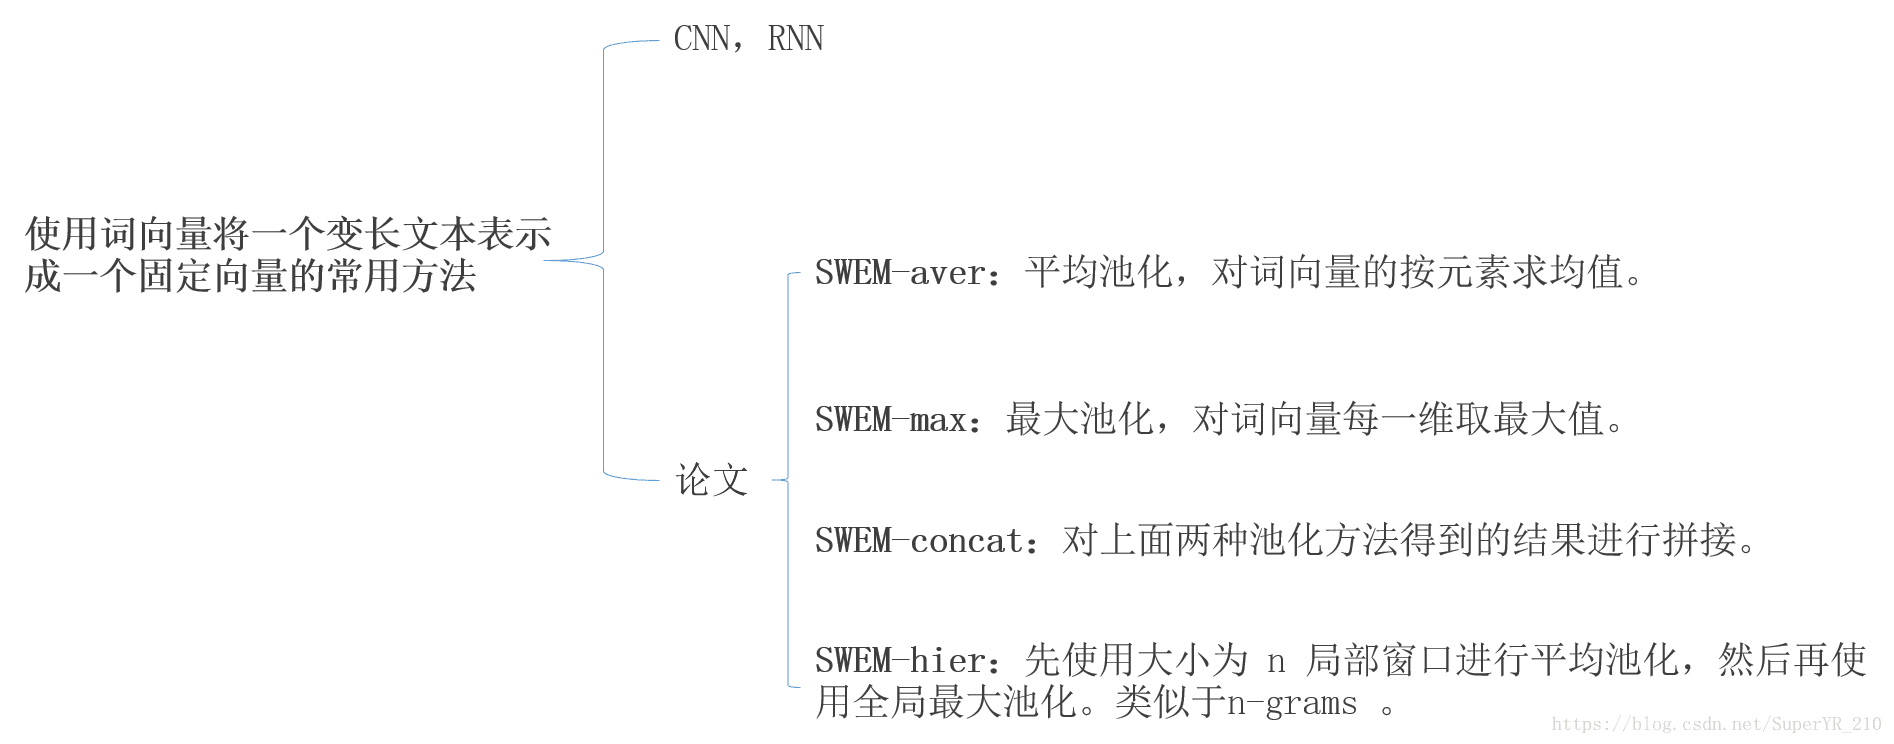 CNN，RNN
使用词向量将一个变长文本表示
成一个固定向量的常用方法
SWEM-aver：平均池化，对词向量的按元素求均值。
SWEM-max：最大池化，对词向量每一维取最大值。
论文
SWEM-concat：对上面两种池化方法得到的结果进行拼接。
SWEM-hier：先使用大小为 n 局部窗口进行平均池化，然后再使
用全局最大池化。类似于n-grams 。
https://blog.csdn.net/SuperYR_210